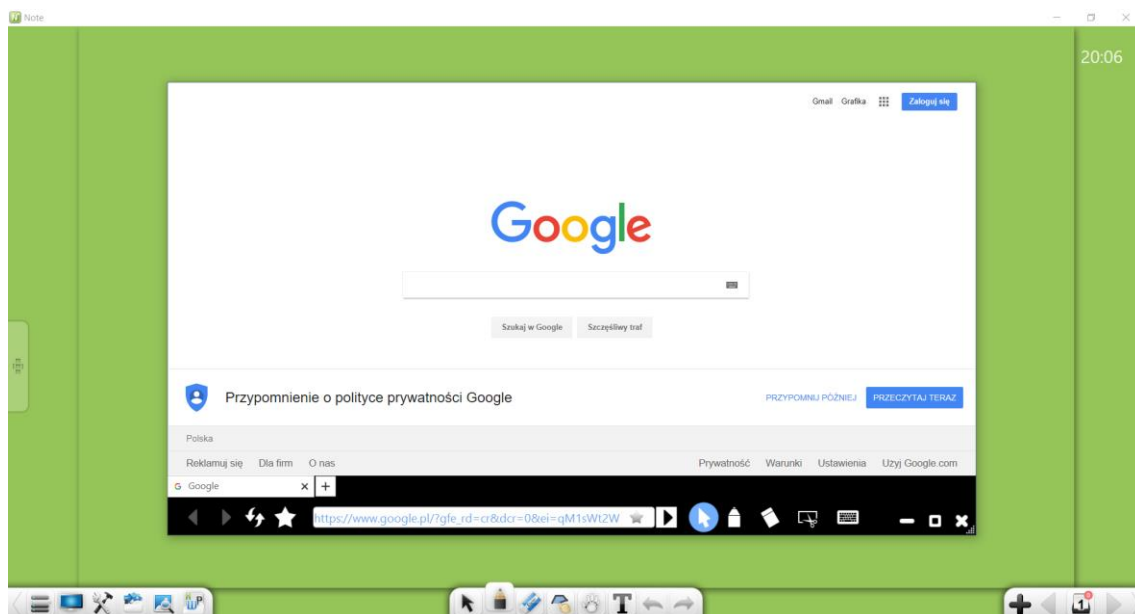 Note
20:06
Gmail Grafika Zaloguj się
Google
Szukaj w Google Szczęśliwy traf
Przypomnienie o polityce prywatności Google PRZYPOMNIJ PÓŹNIEJ PRZECZYTAJ TERAZ
Polska
Reklamuj się Dla firm O nas Prywatność Warunki Ustawienia Użyj Google.com
G Google
https://www.google.pl/?gfe_rd=cr&dcr=0&ei=qM1sWt2W
T 1